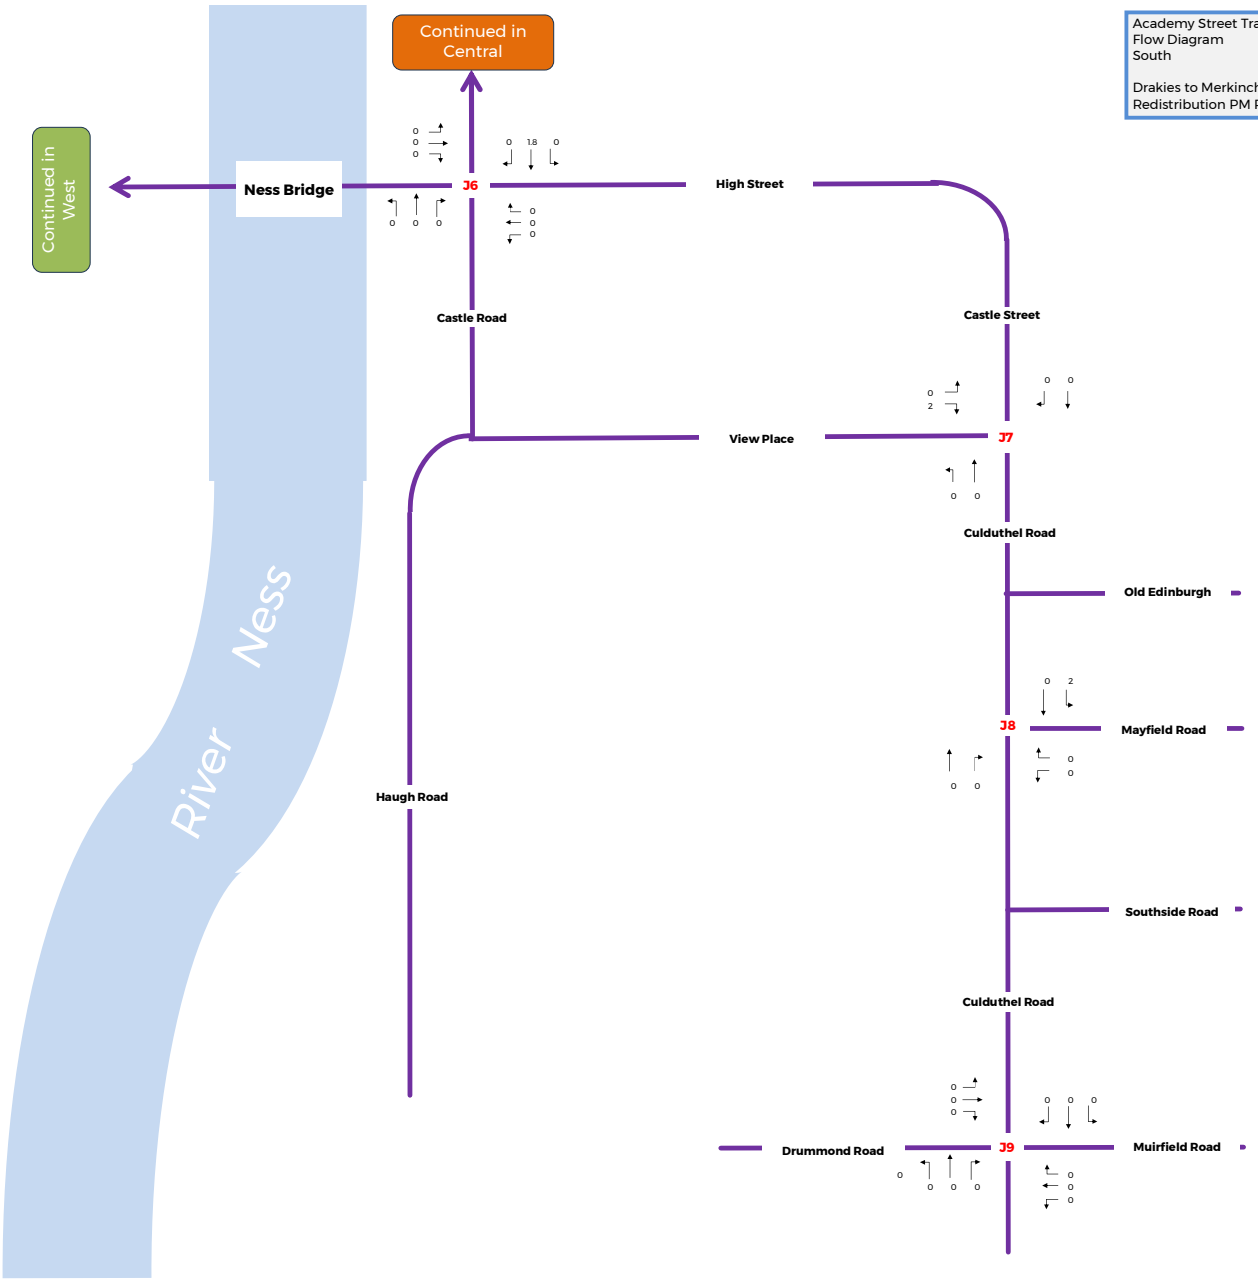 Continued in
Central
Academy Street Tra
Flow Diagram
South
Drakies to Merkinch
Redistribution PM P
Continued in
West
0
0
0
0 1.8 0
Ness Bridge
J6
High Street
0 0 0
0
0
0
Castle Road
Castle Street
0
2
0 0
View Place
J7
0 0
Culduthel Road
Old Edinburgh
Ness
River
0 2
J8
Mayfield Road
0 0
0
0
Haugh Road
Southside Road
Culduthel Road
0
0
0
0 0 0
Drummond Road
J9
Muirfield Road
0 0 0 0
0
0
0